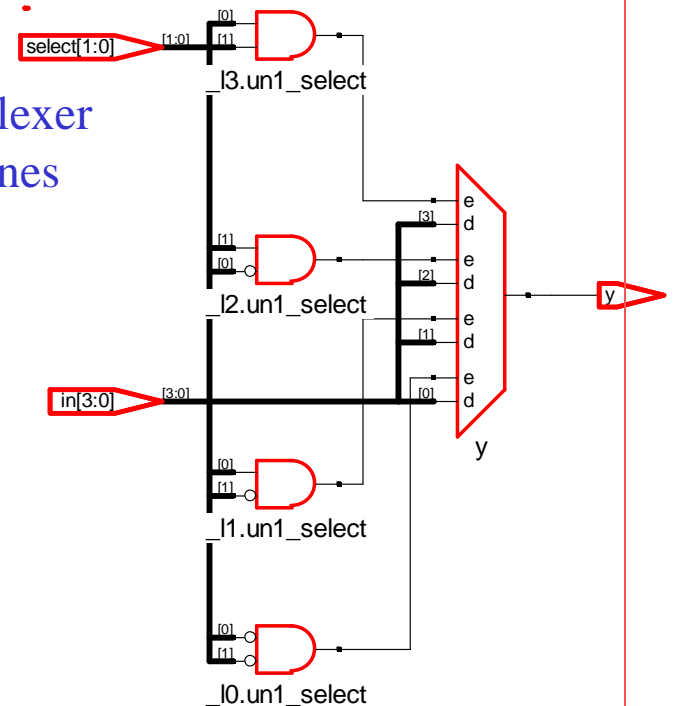 [0]
select[1:0]
[1:0]
[1]
_l3.un1_select
lexer
nes
e
[3]
d
[1]
[0]
e
[2]
d
_l2.un1_select
y
e
[1]
d
e
in[3:0]
[3:0]
[0]
d
y
[0]
[1]
_l1.un1_select
[0]
[1]
_l0.un1_select